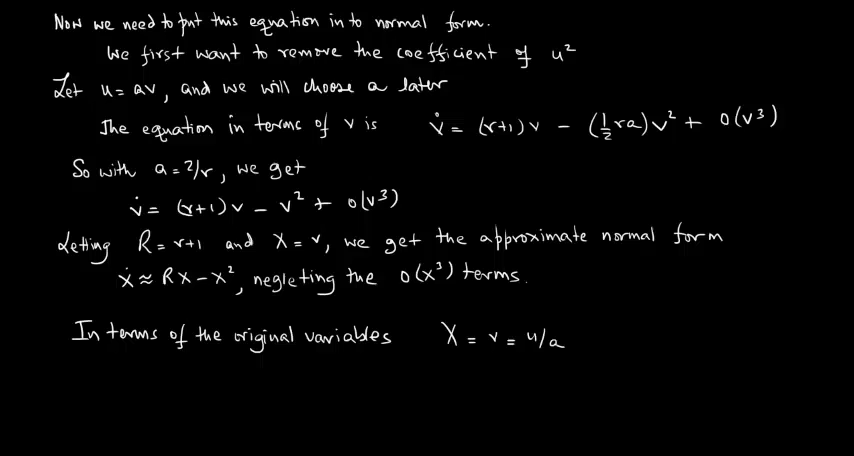 Now we need to put this equation in to normal form.
We first want to remove the coefficient of u²
Let u = av, and we will choose a later
The equation in terms of v is v̇ = (r+1)v − (½ra)v² + O(v³)
So with a = 2/r, we get
v̇ = (r+1)v − v² + O(v³)
Letting R = r+1 and X = v, we get the approximate normal form
Ẋ ≈ RX − X², negleting the O(X³) terms.
In terms of the original variables X = v = u/a